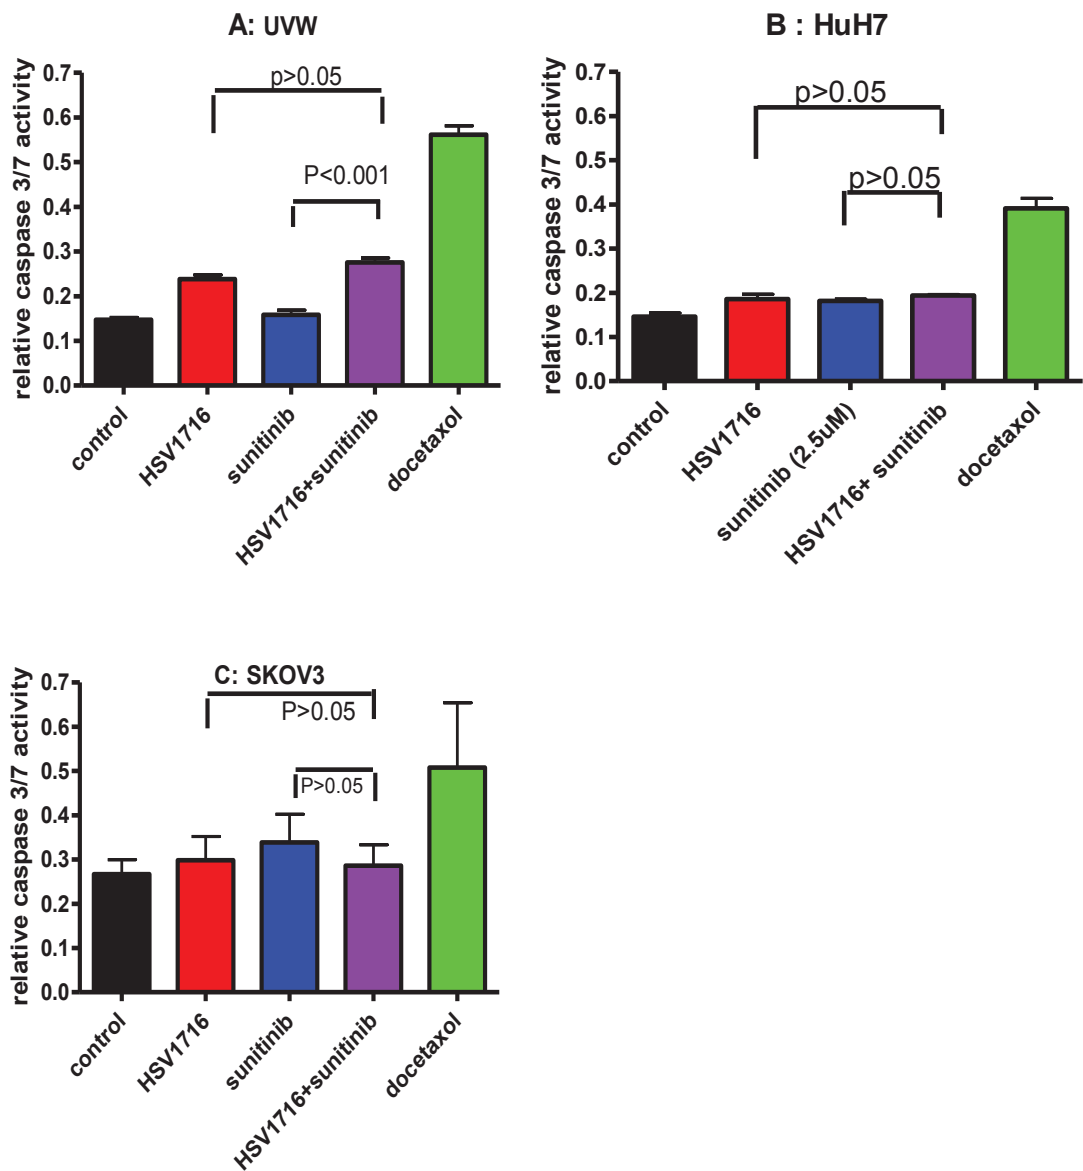 A: UVW
relative caspase 3/7 activity
0.7
0.6
0.5
0.4
0.3
0.2
0.1
0.0
p>0.05
P<0.001
control
HSV1716
sunitinib
HSV1716+sunitinib
docetaxol
B : HuH7
relative caspase 3/7 activity
0.7
0.6
0.5
0.4
0.3
0.2
0.1
0.0
p>0.05
p>0.05
control
HSV1716
sunitinib (2.5uM)
HSV1716+ sunitinib
docetaxol
C: SKOV3
relative caspase 3/7 activity
0.7
0.6
0.5
0.4
0.3
0.2
0.1
0.0
P>0.05
P>0.05
control
HSV1716
sunitinib
HSV1716+sunitinib
docetaxol